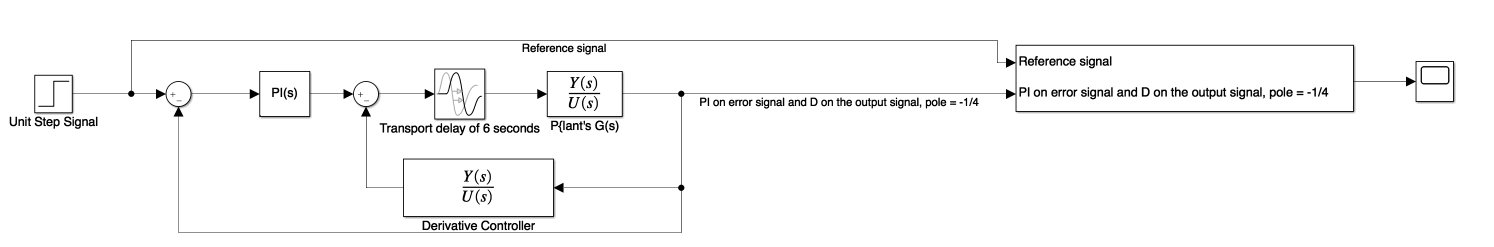 Reference signal
Unit Step Signal
+
−
PI(s)
+
−
Transport delay of 6 seconds
Y(s)
U(s)
P{lant's G(s)
Y(s)
U(s)
Derivative Controller
PI on error signal and D on the output signal, pole = -1/4
Reference signal
PI on error signal and D on the output signal, pole = -1/4